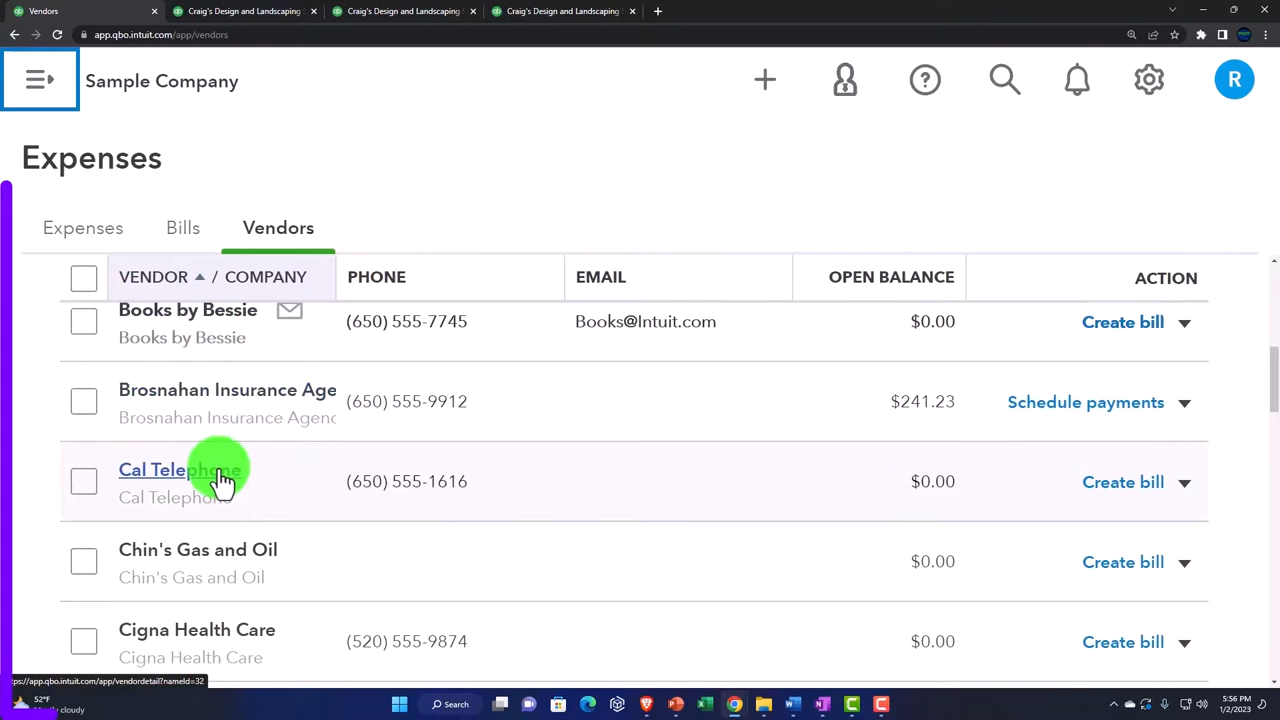 Vendors
Craig's Design and Landscaping
Craig's Design and Landscaping
Craig's Design and Landscaping
app.qbo.intuit.com/app/vendors
Sample Company
R
Expenses
Expenses Bills Vendors
VENDOR / COMPANY PHONE EMAIL OPEN BALANCE ACTION
Books by Bessie
(650) 555-7745 Books@Intuit.com $0.00 Create bill
Books by Bessie
Brosnahan Insurance Age
(650) 555-9912 $241.23 Schedule payments
Brosnahan Insurance Agenc
Cal Telephone
(650) 555-1616 $0.00 Create bill
Cal Telephone
Chin's Gas and Oil
$0.00 Create bill
Chin's Gas and Oil
Cigna Health Care
(520) 555-9874 $0.00 Create bill
Cigna Health Care
tps://app.qbo.intuit.com/app/vendordetail?nameId=32
52°F
cloudy
Search
5:56 PM
1/2/2023